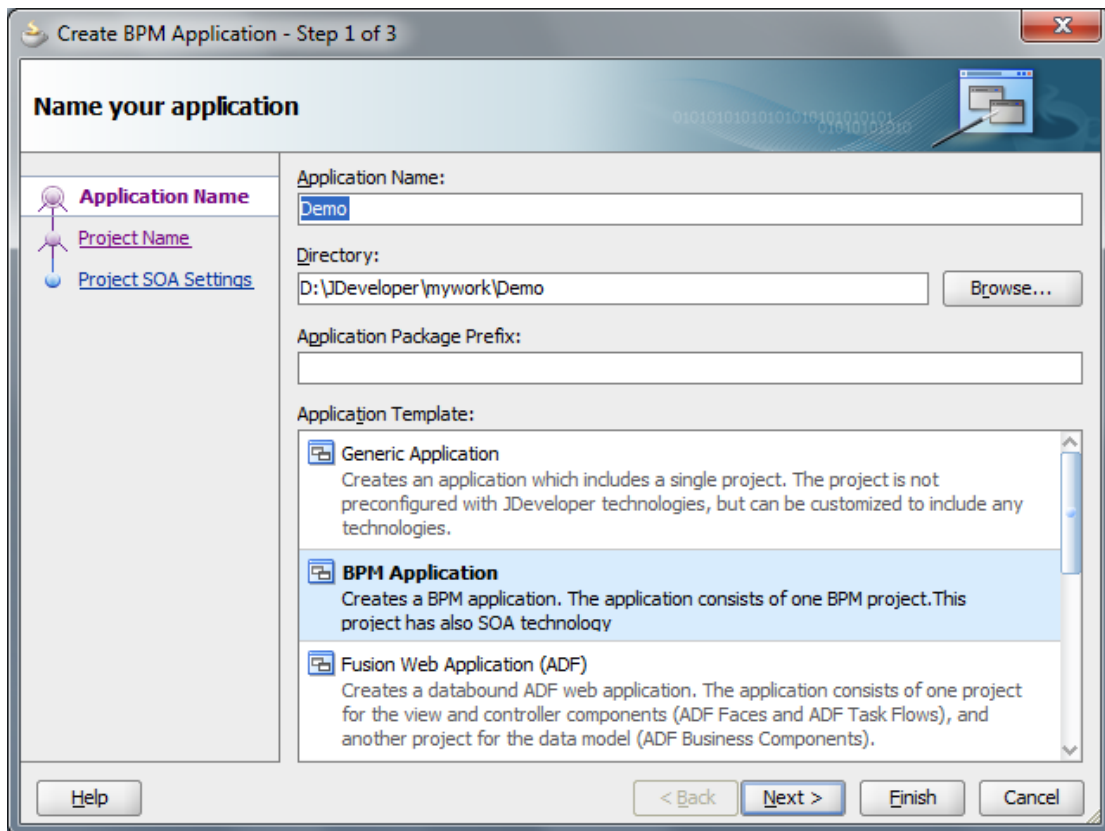 Create BPM Application - Step 1 of 3
Name your application
010101010101010101010101
01010101010
Application Name
Project Name
Project SOA Settings
Application Name:
Demo
Directory:
D:\JDeveloper\mywork\Demo
Browse...
Application Package Prefix:
Application Template:
Generic Application
Creates an application which includes a single project. The project is not
preconfigured with JDeveloper technologies, but can be customized to include any
technologies.
BPM Application
Creates a BPM application. The application consists of one BPM project.This
project has also SOA technology
Fusion Web Application (ADF)
Creates a databound ADF web application. The application consists of one project
for the view and controller components (ADF Faces and ADF Task Flows), and
another project for the data model (ADF Business Components).
Help
< Back
Next >
Finish
Cancel